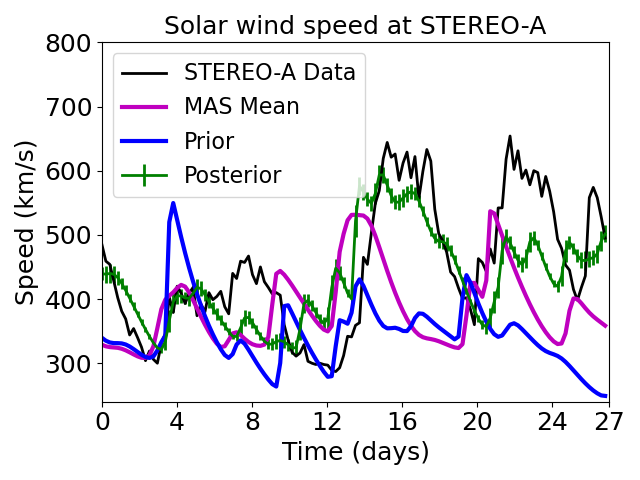 Solar wind speed at STEREO-A
800
700
600
500
400
300
Speed (km/s)
STEREO-A Data
MAS Mean
Prior
Posterior
0 4 8 12 16 20 24 27
Time (days)